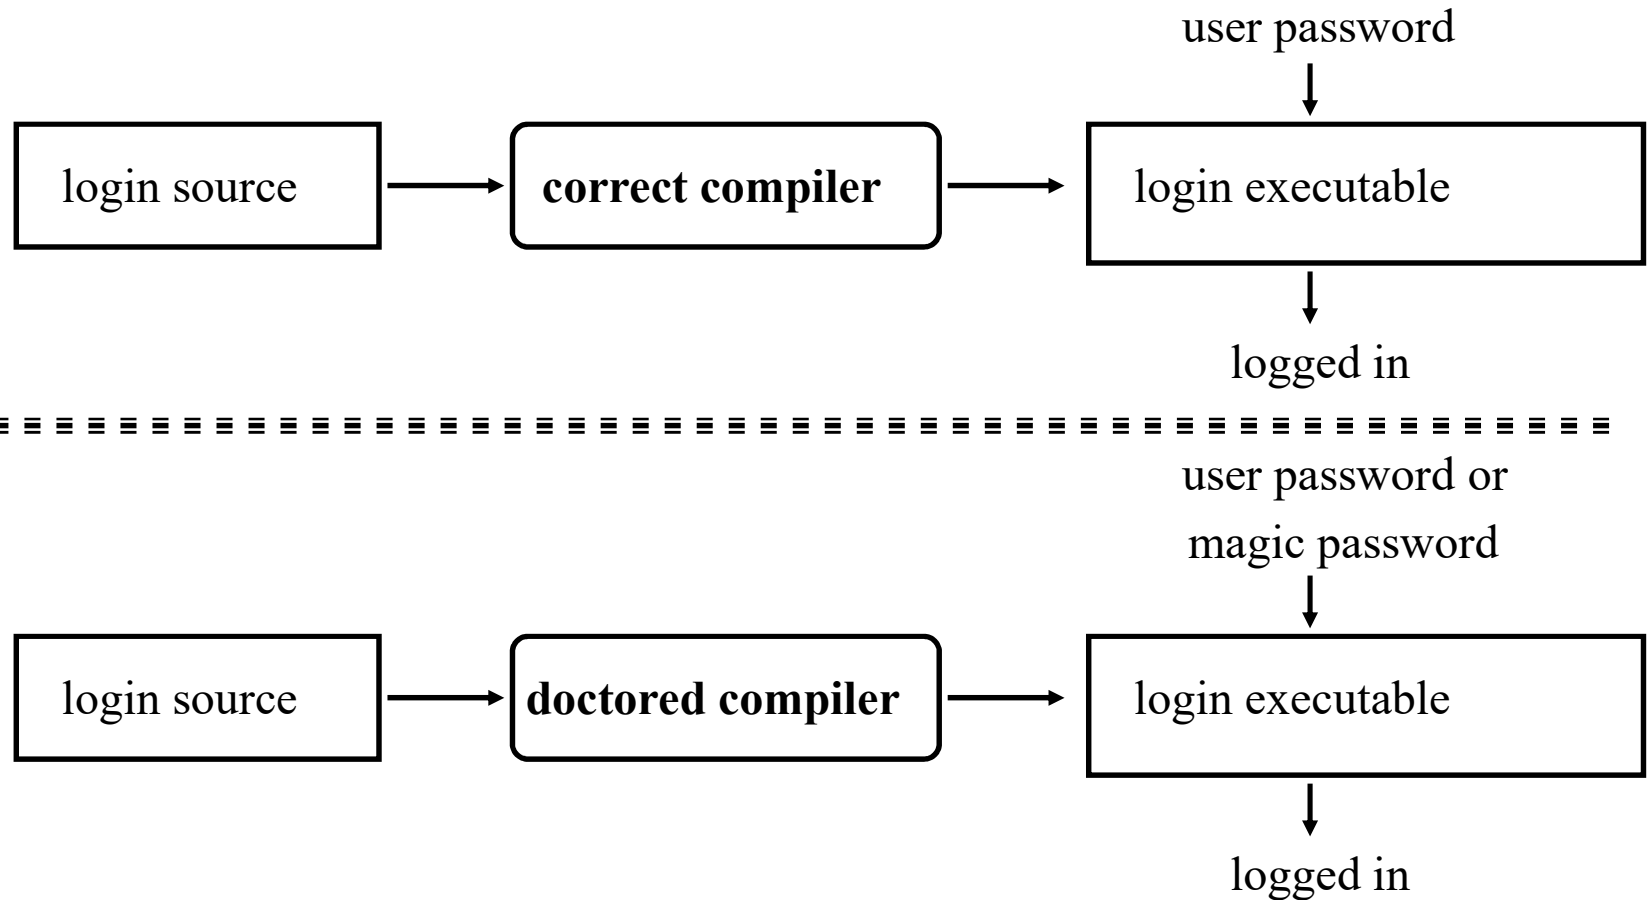 user password
login source
correct compiler
login executable
logged in
user password or
magic password
login source
doctored compiler
login executable
logged in